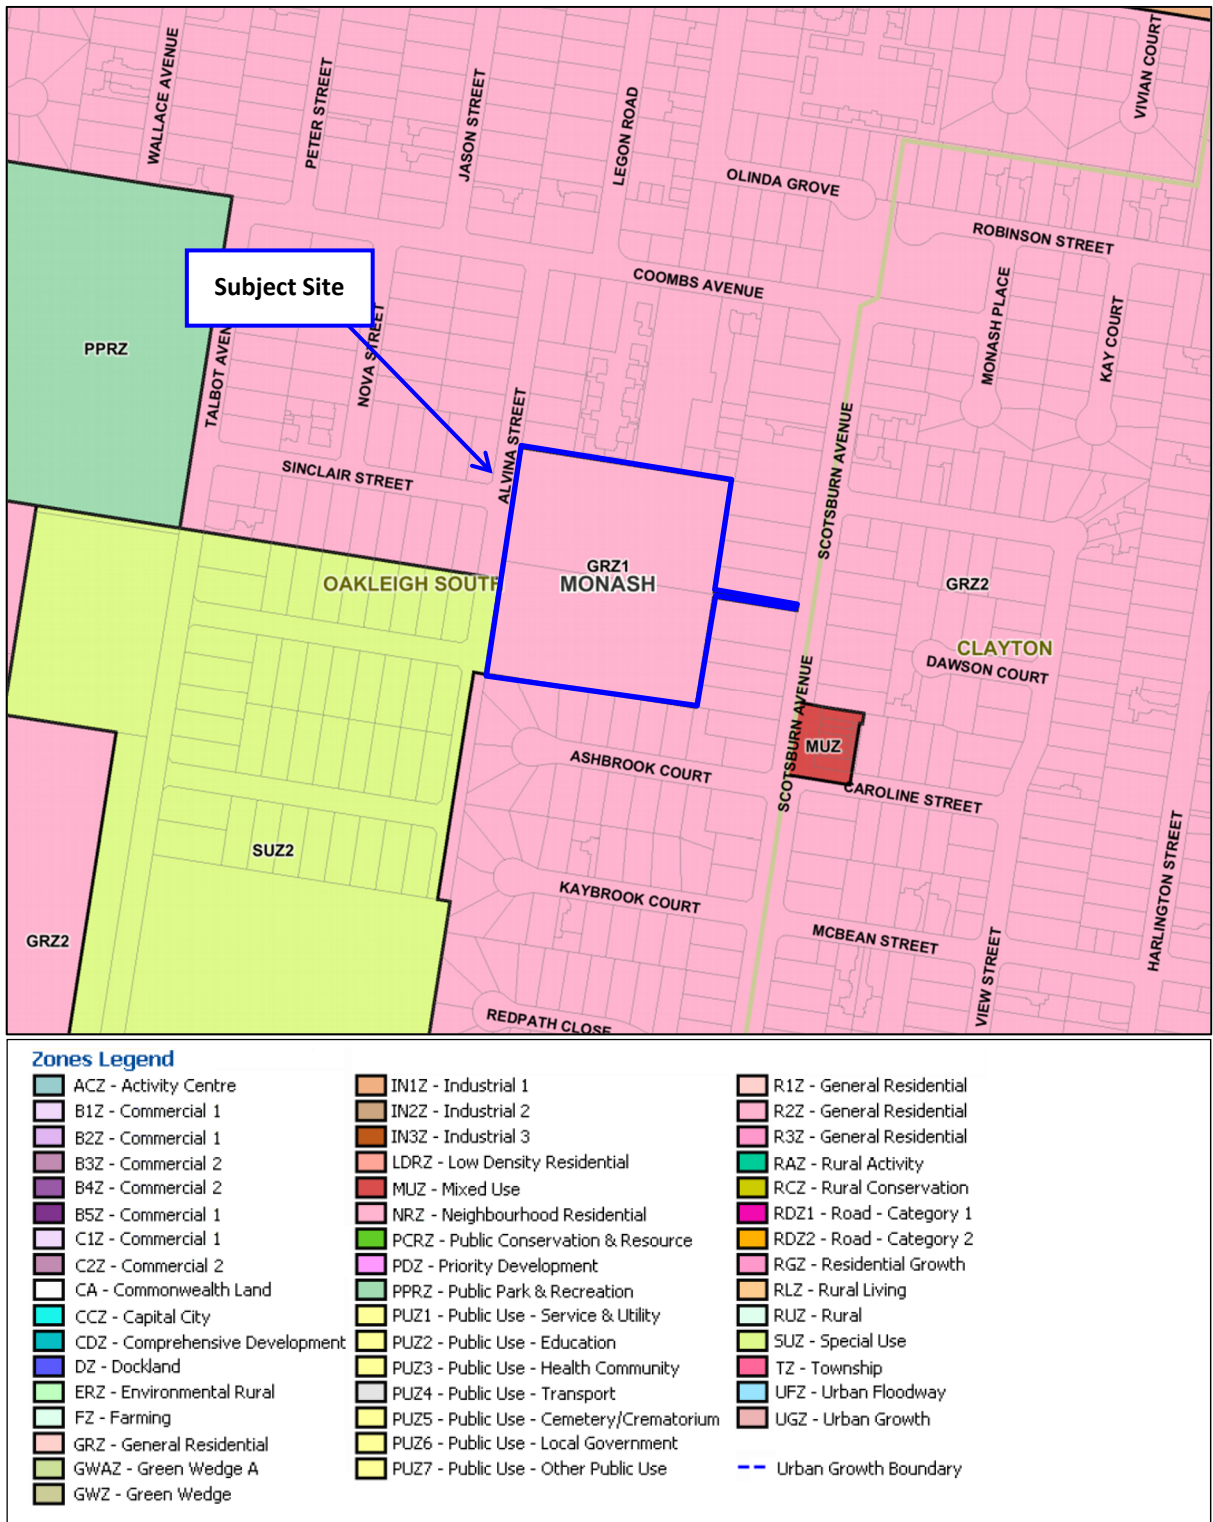 WALLACE AVENUE
PETER STREET
JASON STREET
LEGON ROAD
VIVIAN COURT
OLINDA GROVE
ROBINSON STREET
COOMBS AVENUE
Subject Site
PPRZ
TALBOT AVEN
NOVA STREET
MONASH PLACE
KAY COURT
ALVINA STREET
SCOTSBURN AVENUE
SINCLAIR STREET
OAKLEIGH SOUTH
GRZ1
MONASH
GRZ2
CLAYTON
DAWSON COURT
SCOTSBURN AVENUE
MUZ
ASHBROOK COURT
CAROLINE STREET
SUZ2
KAYBROOK COURT
MCBEAN STREET
HARLINGTON STREET
GRZ2
VIEW STREET
REDPATH CLOSE
Zones Legend
ACZ - Activity Centre
B1Z - Commercial 1
B2Z - Commercial 1
B3Z - Commercial 2
B4Z - Commercial 2
B5Z - Commercial 1
C1Z - Commercial 1
C2Z - Commercial 2
CA - Commonwealth Land
CCZ - Capital City
CDZ - Comprehensive Development
DZ - Dockland
ERZ - Environmental Rural
FZ - Farming
GRZ - General Residential
GWAZ - Green Wedge A
GWZ - Green Wedge
IN1Z - Industrial 1
IN2Z - Industrial 2
IN3Z - Industrial 3
LDRZ - Low Density Residential
MUZ - Mixed Use
NRZ - Neighbourhood Residential
PCRZ - Public Conservation & Resource
PDZ - Priority Development
PPRZ - Public Park & Recreation
PUZ1 - Public Use - Service & Utility
PUZ2 - Public Use - Education
PUZ3 - Public Use - Health Community
PUZ4 - Public Use - Transport
PUZ5 - Public Use - Cemetery/Crematorium
PUZ6 - Public Use - Local Government
PUZ7 - Public Use - Other Public Use
R1Z - General Residential
R2Z - General Residential
R3Z - General Residential
RAZ - Rural Activity
RCZ - Rural Conservation
RDZ1 - Road - Category 1
RDZ2 - Road - Category 2
RGZ - Residential Growth
RLZ - Rural Living
RUZ - Rural
SUZ - Special Use
TZ - Township
UFZ - Urban Floodway
UGZ - Urban Growth
Urban Growth Boundary